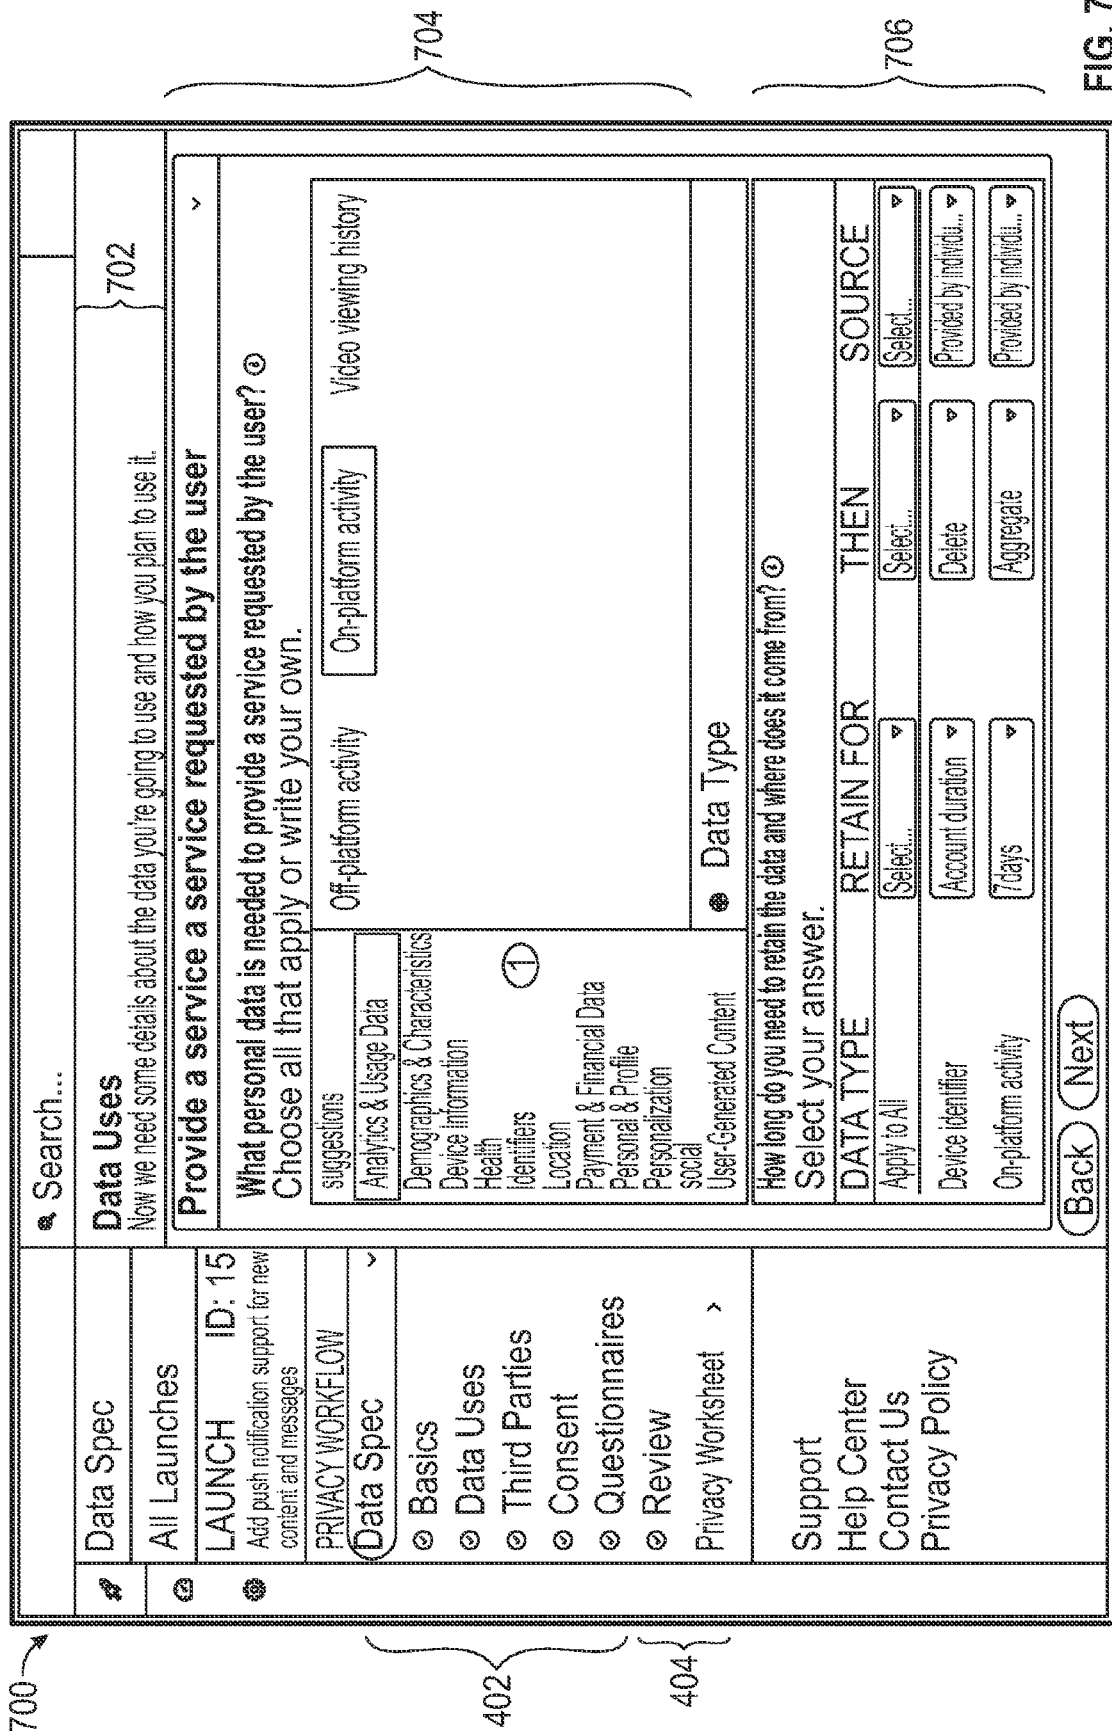 700
Search...
Data Spec
All Launches
LAUNCH ID: 15
Add push notification support for new
content and messages
PRIVACY WORKFLOW
Data Spec
Basics
Data Uses
Third Parties
Consent
Questionnaires
Review
Privacy Worksheet >
Support
Help Center
Contact Us
Privacy Policy
402
404
Data Uses
Now we need some details about the data you're going to use and how you plan to use it.
702
Provide a service a service requested by the user
What personal data is needed to provide a service requested by the user?
Choose all that apply or write your own.
suggestions
Analytics & Usage Data
Demographics & Characteristics
Device Information
Health
Identifiers 1
Location
Payment & Financial Data
Personal & Profile
Personalization
social
User-Generated Content
Off-platform activity On-platform activity Video viewing history
Data Type
704
How long do you need to retain the data and where does it come from?
Select your answer.
DATA TYPE RETAIN FOR THEN SOURCE
Apply to All Select... Select... Select...
Device Identifier Account duration Delete Provided by individu...
On-platform activity 7days Aggregate Provided by individu...
706
Back Next
FIG. 7